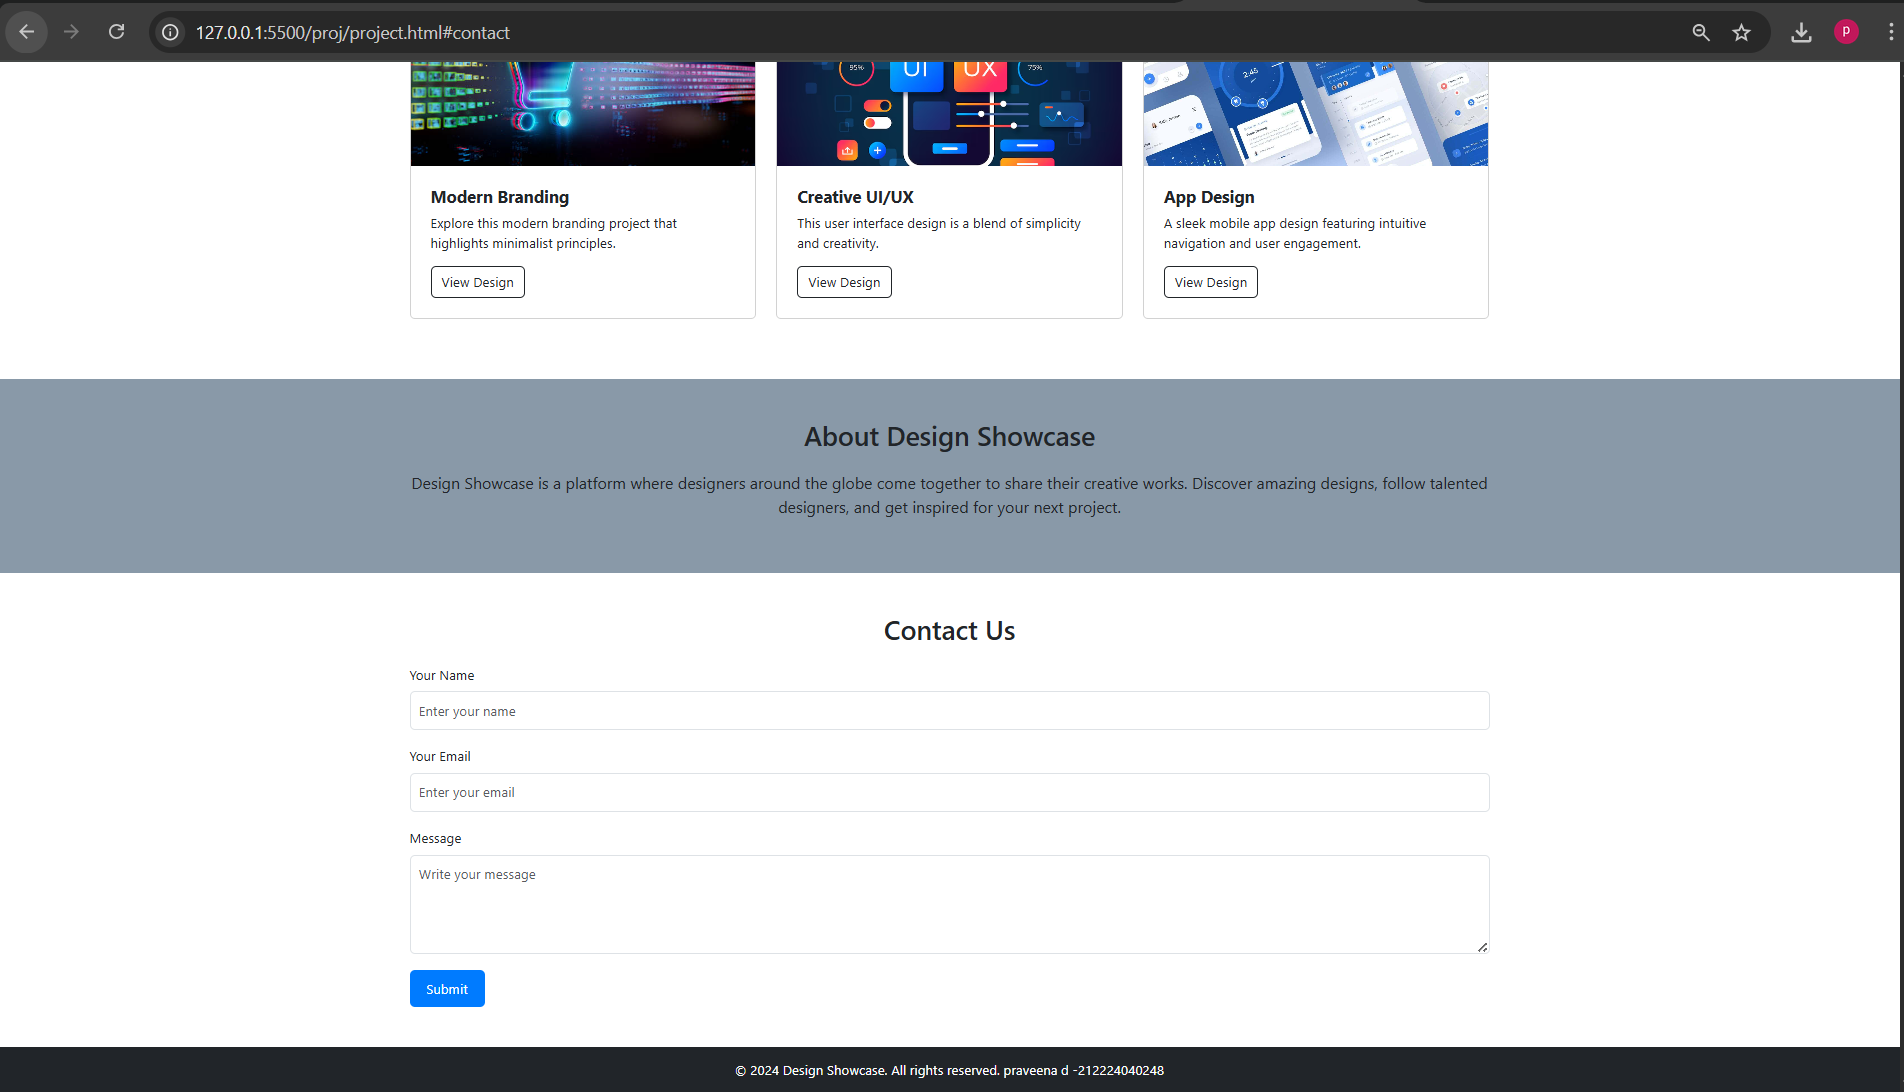 127.0.0.1:5500/proj/project.html#contact
p
95%
UI
UX
75%
2:45
Modern Branding
Explore this modern branding project that
highlights minimalist principles.
View Design
Creative UI/UX
This user interface design is a blend of simplicity
and creativity.
View Design
App Design
A sleek mobile app design featuring intuitive
navigation and user engagement.
View Design
About Design Showcase
Design Showcase is a platform where designers around the globe come together to share their creative works. Discover amazing designs, follow talented
designers, and get inspired for your next project.
Contact Us
Your Name
Enter your name
Your Email
Enter your email
Message
Write your message
Submit
© 2024 Design Showcase. All rights reserved. praveena d -212224040248